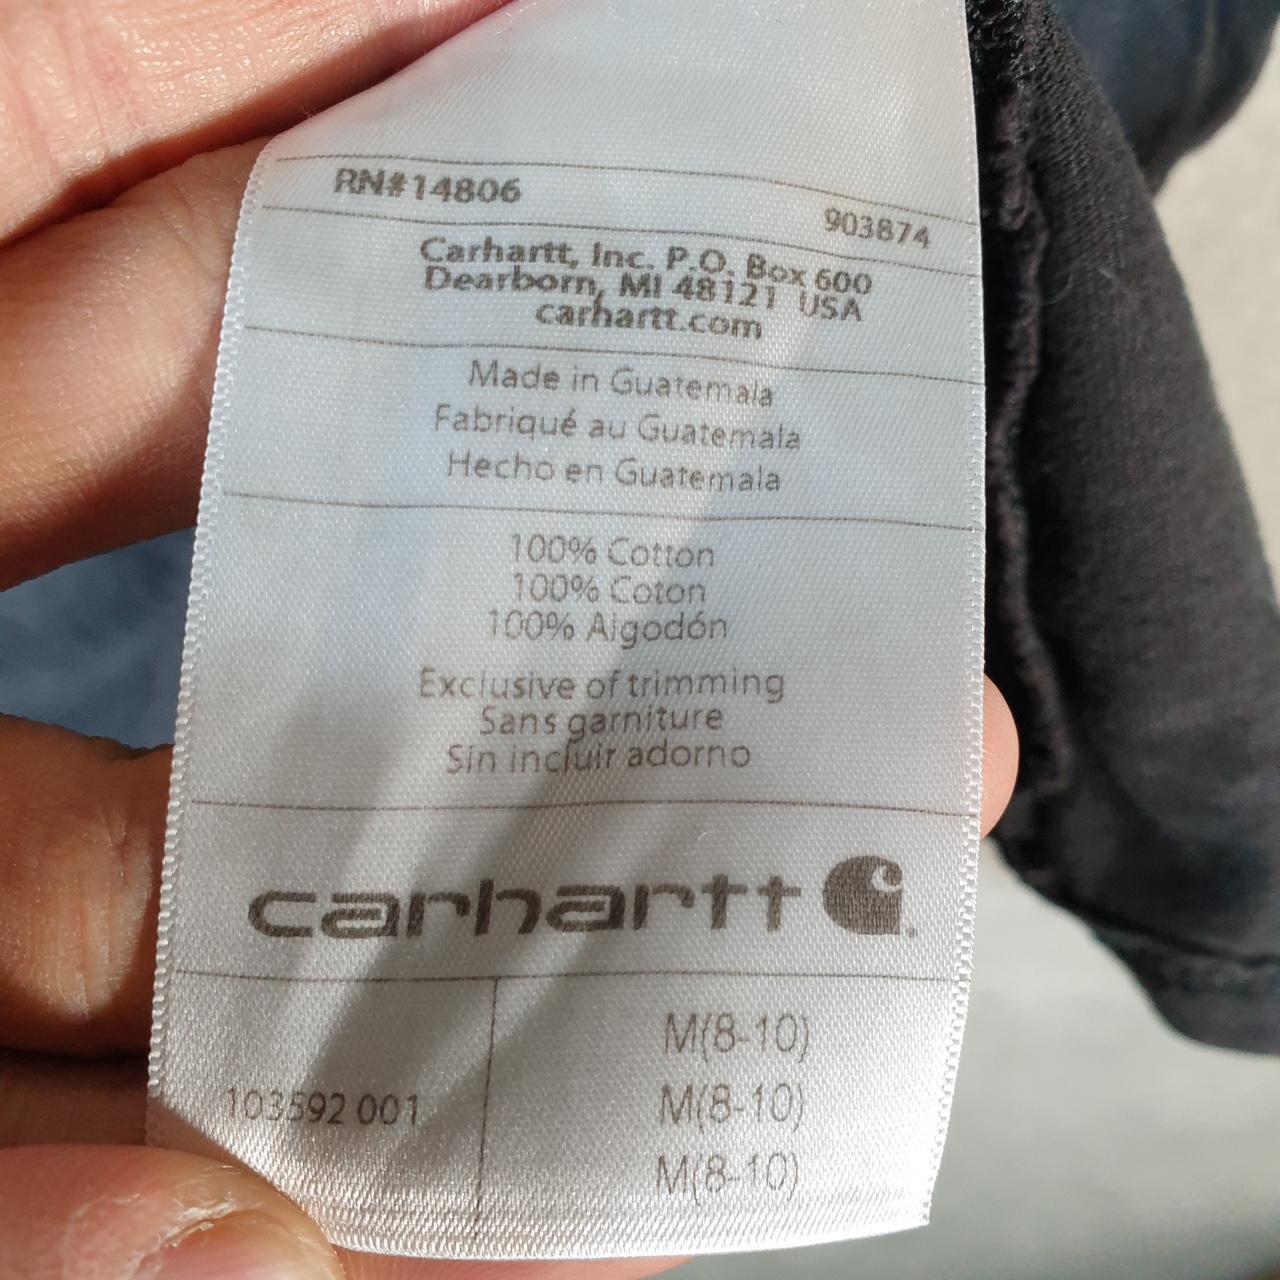 RN#14806
903874
Carhartt, Inc. P.O. Box 600
Dearborn, MI 48121 USA
carhartt.com
Made in Guatemala
Fabriqué au Guatemala
Hecho en Guatemala
100% Cotton
100% Coton
100% Algodón
Exclusive of trimming
Sans garniture
Sin incluir adorno
carhartt
M(8-10)
103592 001
M(8-10)
M(8-10)